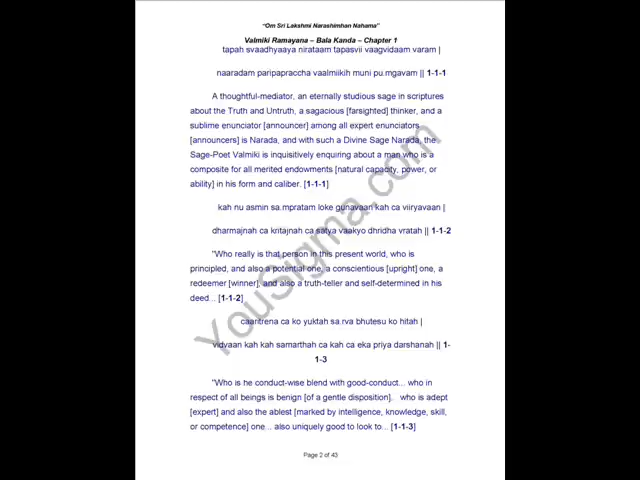 "Om Sri Lakshmi Narashimhan Nahama"
Valmiki Ramayana – Bala Kanda – Chapter 1
tapah svaadhyaaya nirataam tapasvii vaagvidaam varam |
naaradam paripapraccha vaalmiikih muni pu.mgavam || 1-1-1
A thoughtful-mediator, an eternally studious sage in scriptures
about the Truth and Untruth, a sagacious [farsighted] thinker, and a
sublime enunciator [announcer] among all expert enunciators
[announcers] is Narada, and with such a Divine Sage Narada, the
Sage-Poet Valmiki is inquisitively enquiring about a man who is a
composite for all merited endowments [natural capacity, power, or
ability] in his form and caliber. [1-1-1]
kah nu asmin sa.mpratam loke gunavaan kah ca viiryavaan |
dharmajnah ca kritajnah ca satya vaakyo dhridha vratah || 1-1-2
"Who really is that person in this present world, who is
principled, and also a potential one, a conscientious [upright] one, a
redeemer [winner], and also a truth-teller and self-determined in his
deed... [1-1-2]
caaritrena ca ko yuktah sa.rva bhutesu ko hitah |
vidvaan kah kah samarthah ca kah ca eka priya darshanah || 1-
1-3
"Who is he conduct-wise blend with good-conduct... who in
respect of all beings is benign [of a gentle disposition].  who is adept
[expert] and also the ablest [marked by intelligence, knowledge, skill,
or competence] one... also uniquely good to look to... [1-1-3]
Page 2 of 43
YouSigma.com